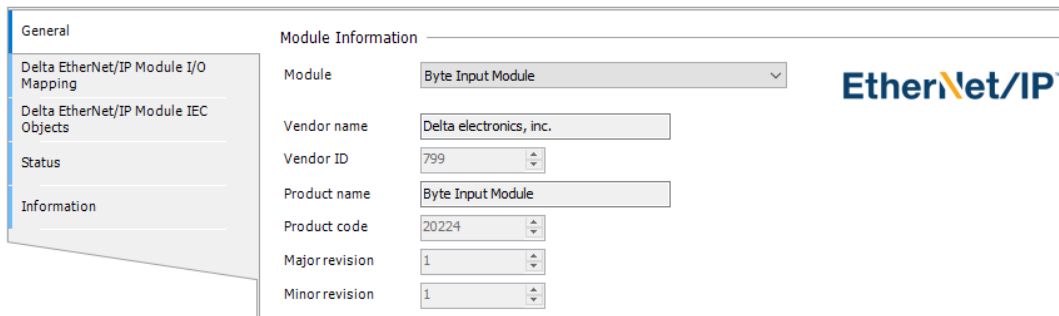 General
Delta EtherNet/IP Module I/O
Mapping
Delta EtherNet/IP Module IEC
Objects
Status
Information
Module Information
Module
Byte Input Module
EtherNet/IP
Vendor name
Delta electronics, inc.
Vendor ID
799
Product name
Byte Input Module
Product code
20224
Major revision
1
Minor revision
1